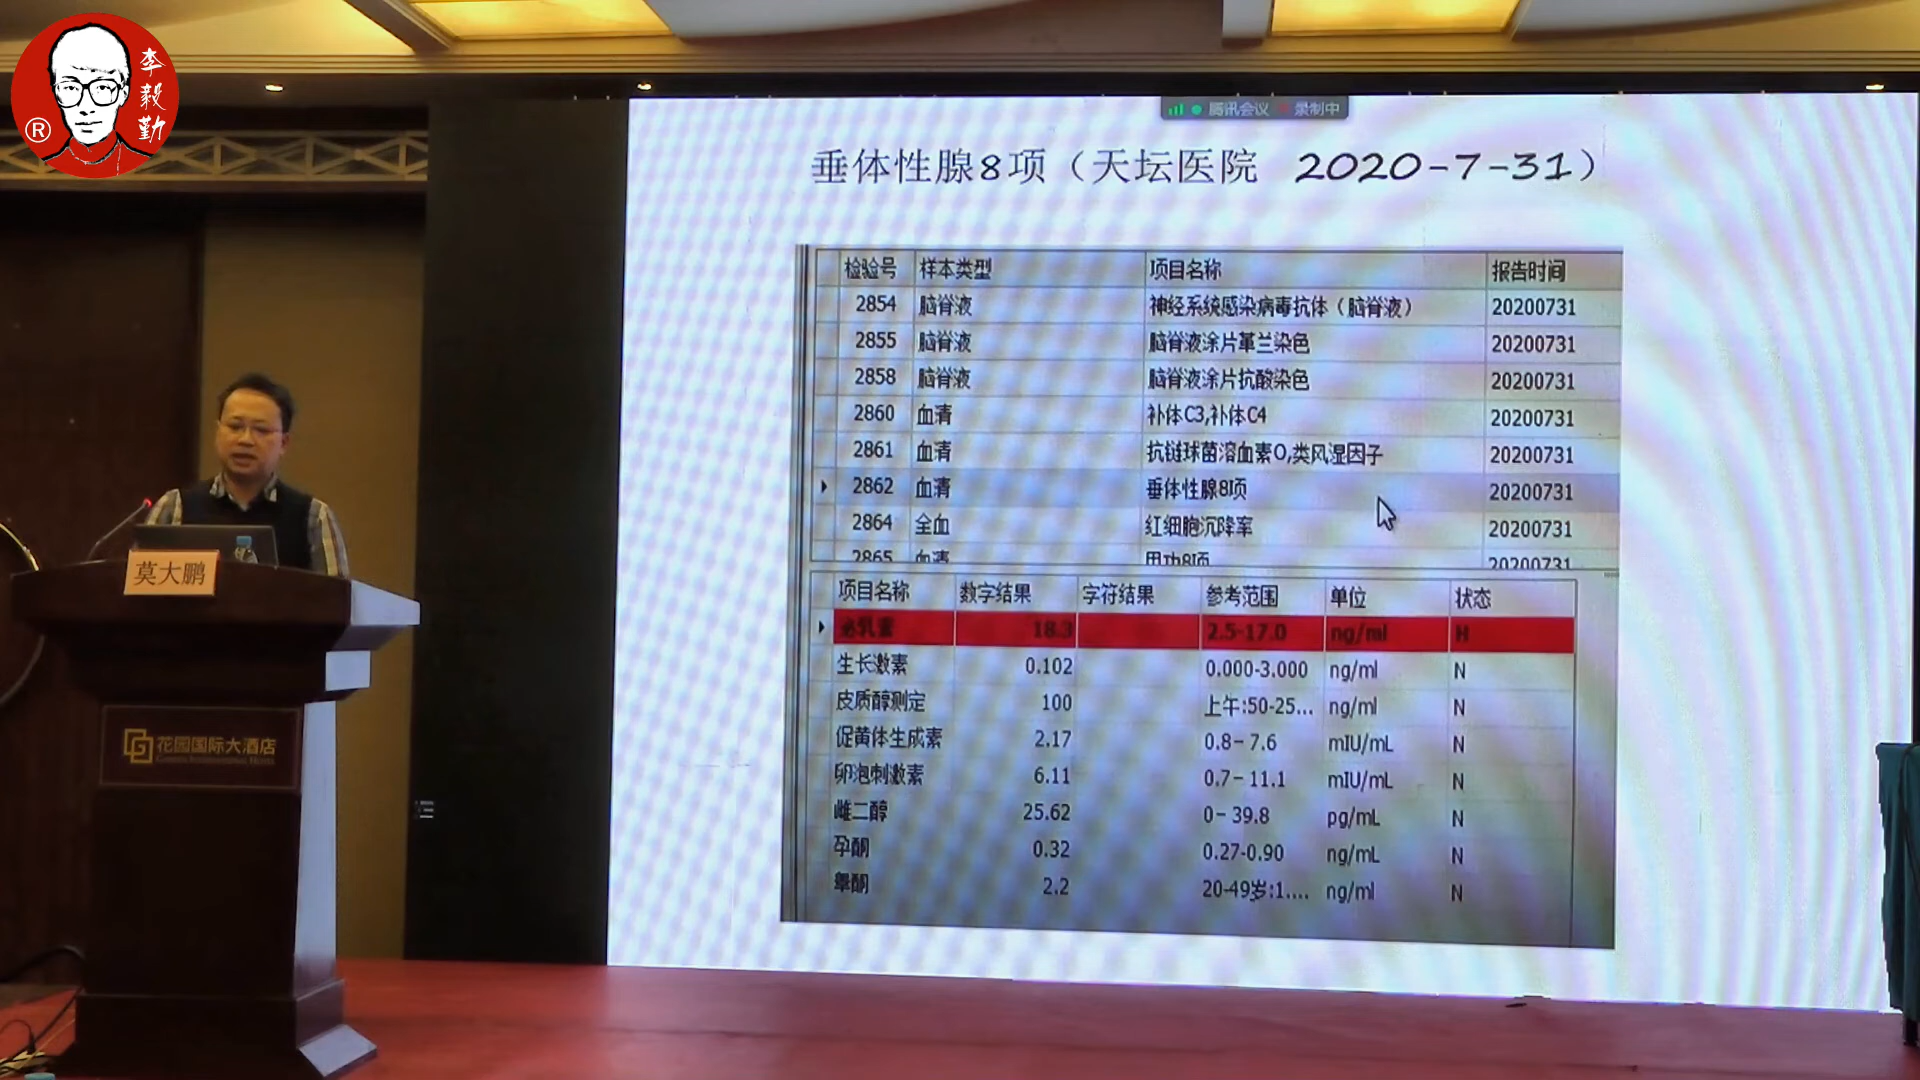 李毅勤
®
腾讯会议 录制中
垂体性腺8项（天坛医院 2020-7-31）
检验号 样本类型 项目名称 报告时间
2854 脑脊液 神经系统感染病毒抗体（脑脊液） 20200731
2855 脑脊液 脑脊液涂片革兰染色 20200731
2858 脑脊液 脑脊液涂片抗酸染色 20200731
2860 血清 补体C3,补体C4 20200731
2861 血清 抗链球菌溶血素O,类风湿因子 20200731
2862 血清 垂体性腺8项 20200731
2864 全血 红细胞沉降率 20200731
2865 血清 甲功8项 20200731
项目名称 数字结果 字符结果 参考范围 单位 状态
泌乳素 18.3 2.5-17.0 ng/ml H
生长激素 0.102 0.000-3.000 ng/ml N
皮质醇测定 100 上午:50-25... ng/ml N
促黄体生成素 2.17 0.8- 7.6 mIU/mL N
卵泡刺激素 6.11 0.7- 11.1 mIU/mL N
雌二醇 25.62 0- 39.8 pg/mL N
孕酮 0.32 0.27-0.90 ng/mL N
睾酮 2.2 20-49岁:1.... ng/ml N
莫大鹏
花园国际大酒店